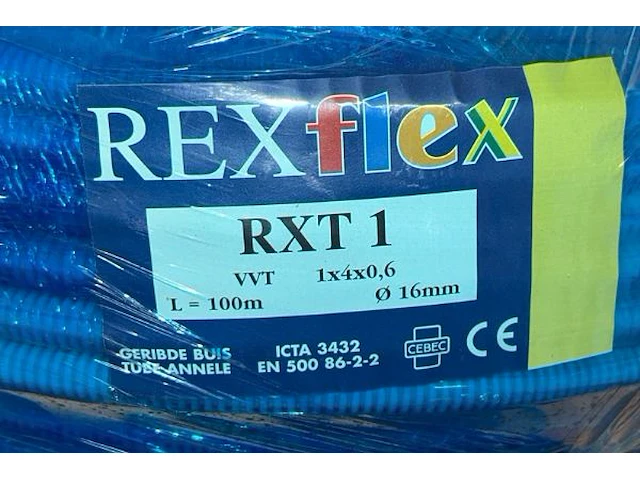 REXflex
RXT 1
VVT 1x4x0,6
L = 100m Ø 16mm
GERIBDE BUIS
TUBE ANNELE
ICTA 3432
EN 500 86-2-2
CEBEC
CE